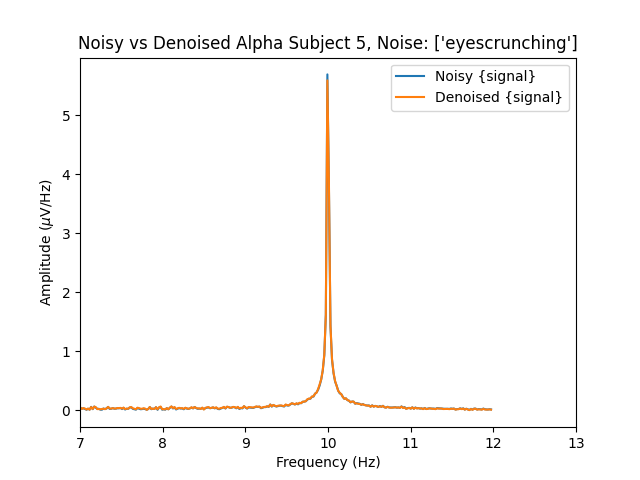 Noisy vs Denoised Alpha Subject 5, Noise: ['eyescrunching']
Noisy {signal}
Denoised {signal}
Amplitude (μV/Hz)
5
4
3
2
1
0
7 8 9 10 11 12 13
Frequency (Hz)